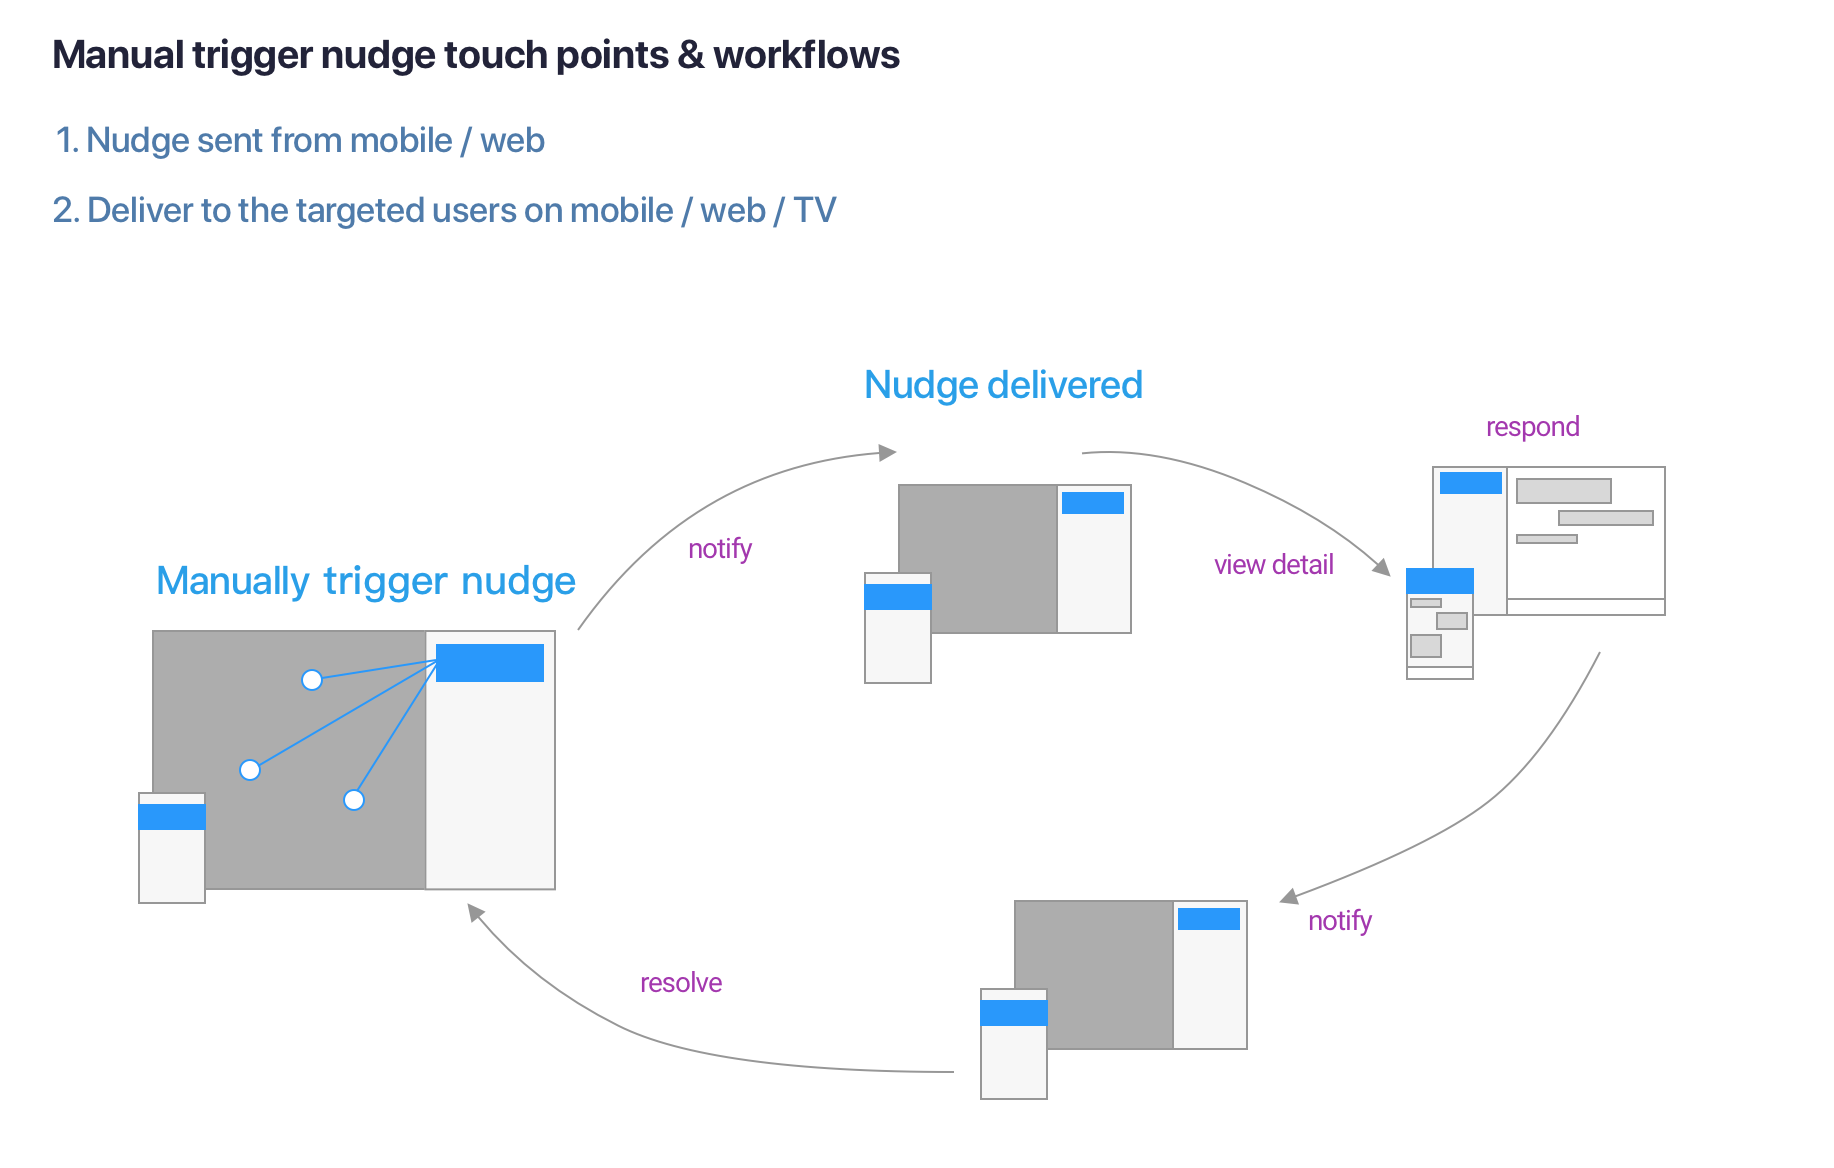 Manual trigger nudge touch points & workflows
1. Nudge sent from mobile / web
2. Deliver to the targeted users on mobile / web / TV
Nudge delivered
respond
notify
view detail
Manually trigger nudge
notify
resolve